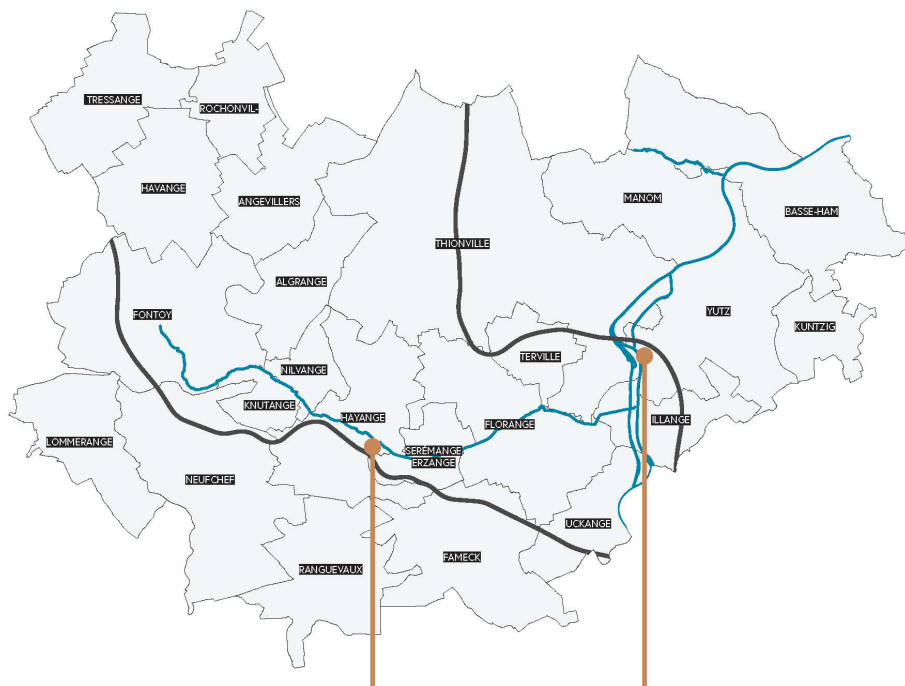 TRESSANGE
ROCHONVIL-
HAVANGE
ANGEVILLERS
MANOM
BASSE-HAM
THIONVILLE
ALGRANGE
FONTOY
YUTZ
KUNTZIG
NILVANGE
TERVILLE
KNUTANGE
HAYANGE
FLORANGE
ILLANGE
LOMMERANGE
SERÉMANGE
ERZANGE
NEUFCHEF
UCKANGE
RANGUEVAUX
FAMECK